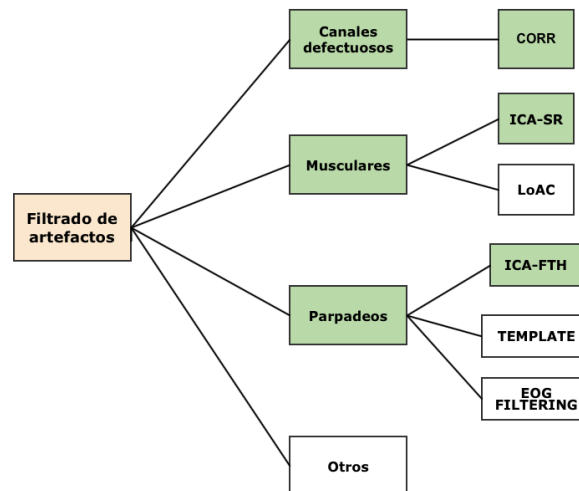 Canales
defectuosos
CORR
ICA-SR
Musculares
LoAC
Filtrado de
artefactos
ICA-FTH
Parpadeos
TEMPLATE
EOG
FILTERING
Otros